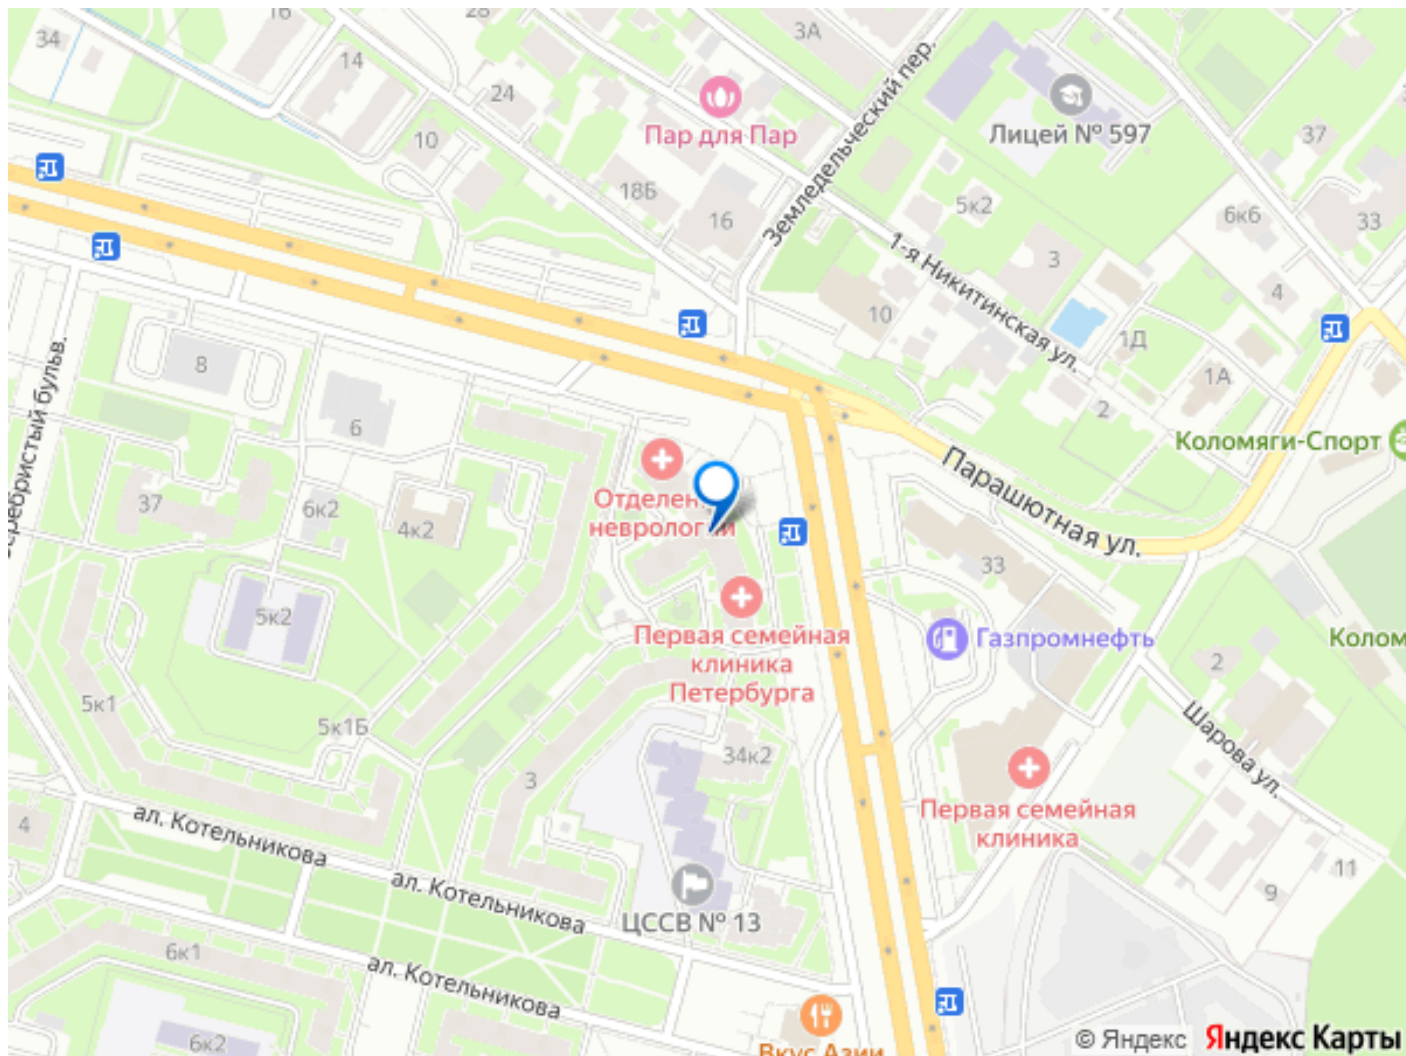 16
28
34
14
3А
24
10
Пар для Пар
18Б
16
Земледельческий пер.
Лицей № 597
37
5к2
6к6
33
1-я Никитинская ул.
3
4
10
1Д
1А
2
8
6
Коломяги-Спорт
Парашютная ул.
37
6к2
4к2
Отделен
неврологии
33
5к2
Первая семейная
клиника
Петербурга
Газпромнефть
Колом
2
Шарова ул.
5к1
5к1Б
3
34к2
Первая семейная
клиника
4
ал. Котельникова
ал. Котельникова
ЦССВ № 13
11
9
6к1
ал. Котельникова
6к2
Вкус Азии
© Яндекс Яндекс Карты